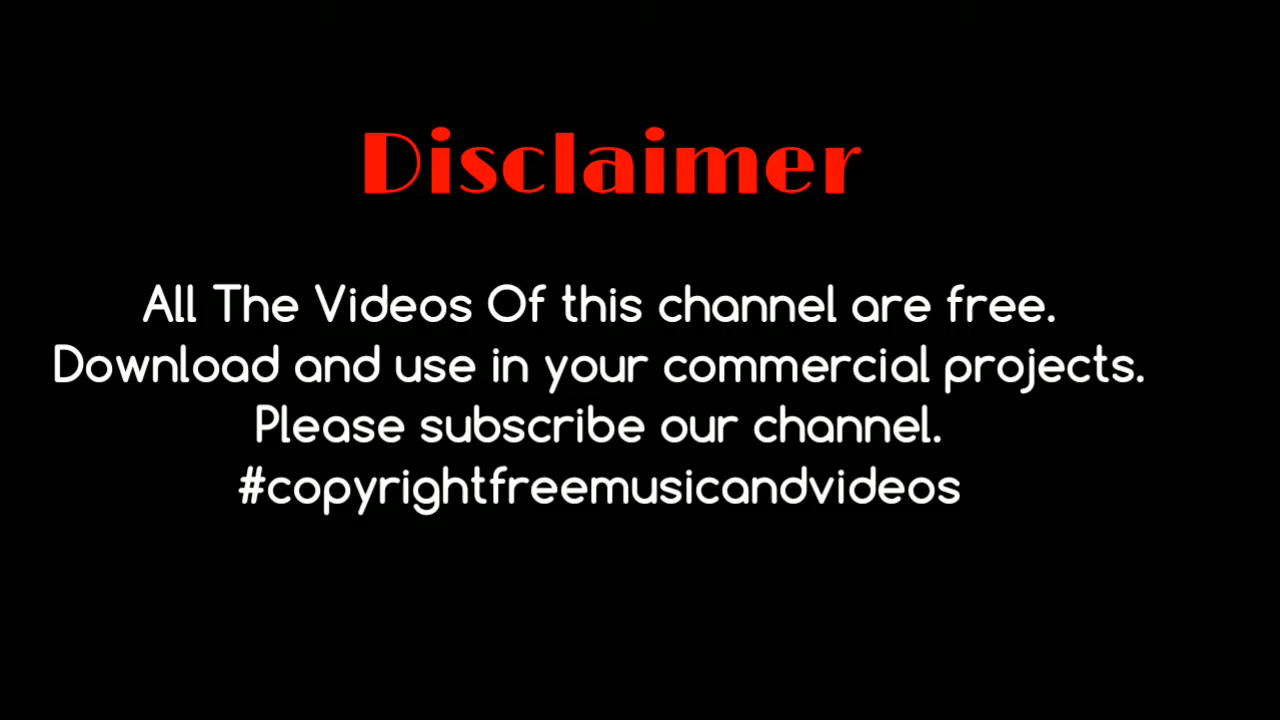 Disclaimer
All The Videos Of this channel are free.
Download and use in your commercial projects.
Please subscribe our channel.
#copyrightfreemusicandvideos